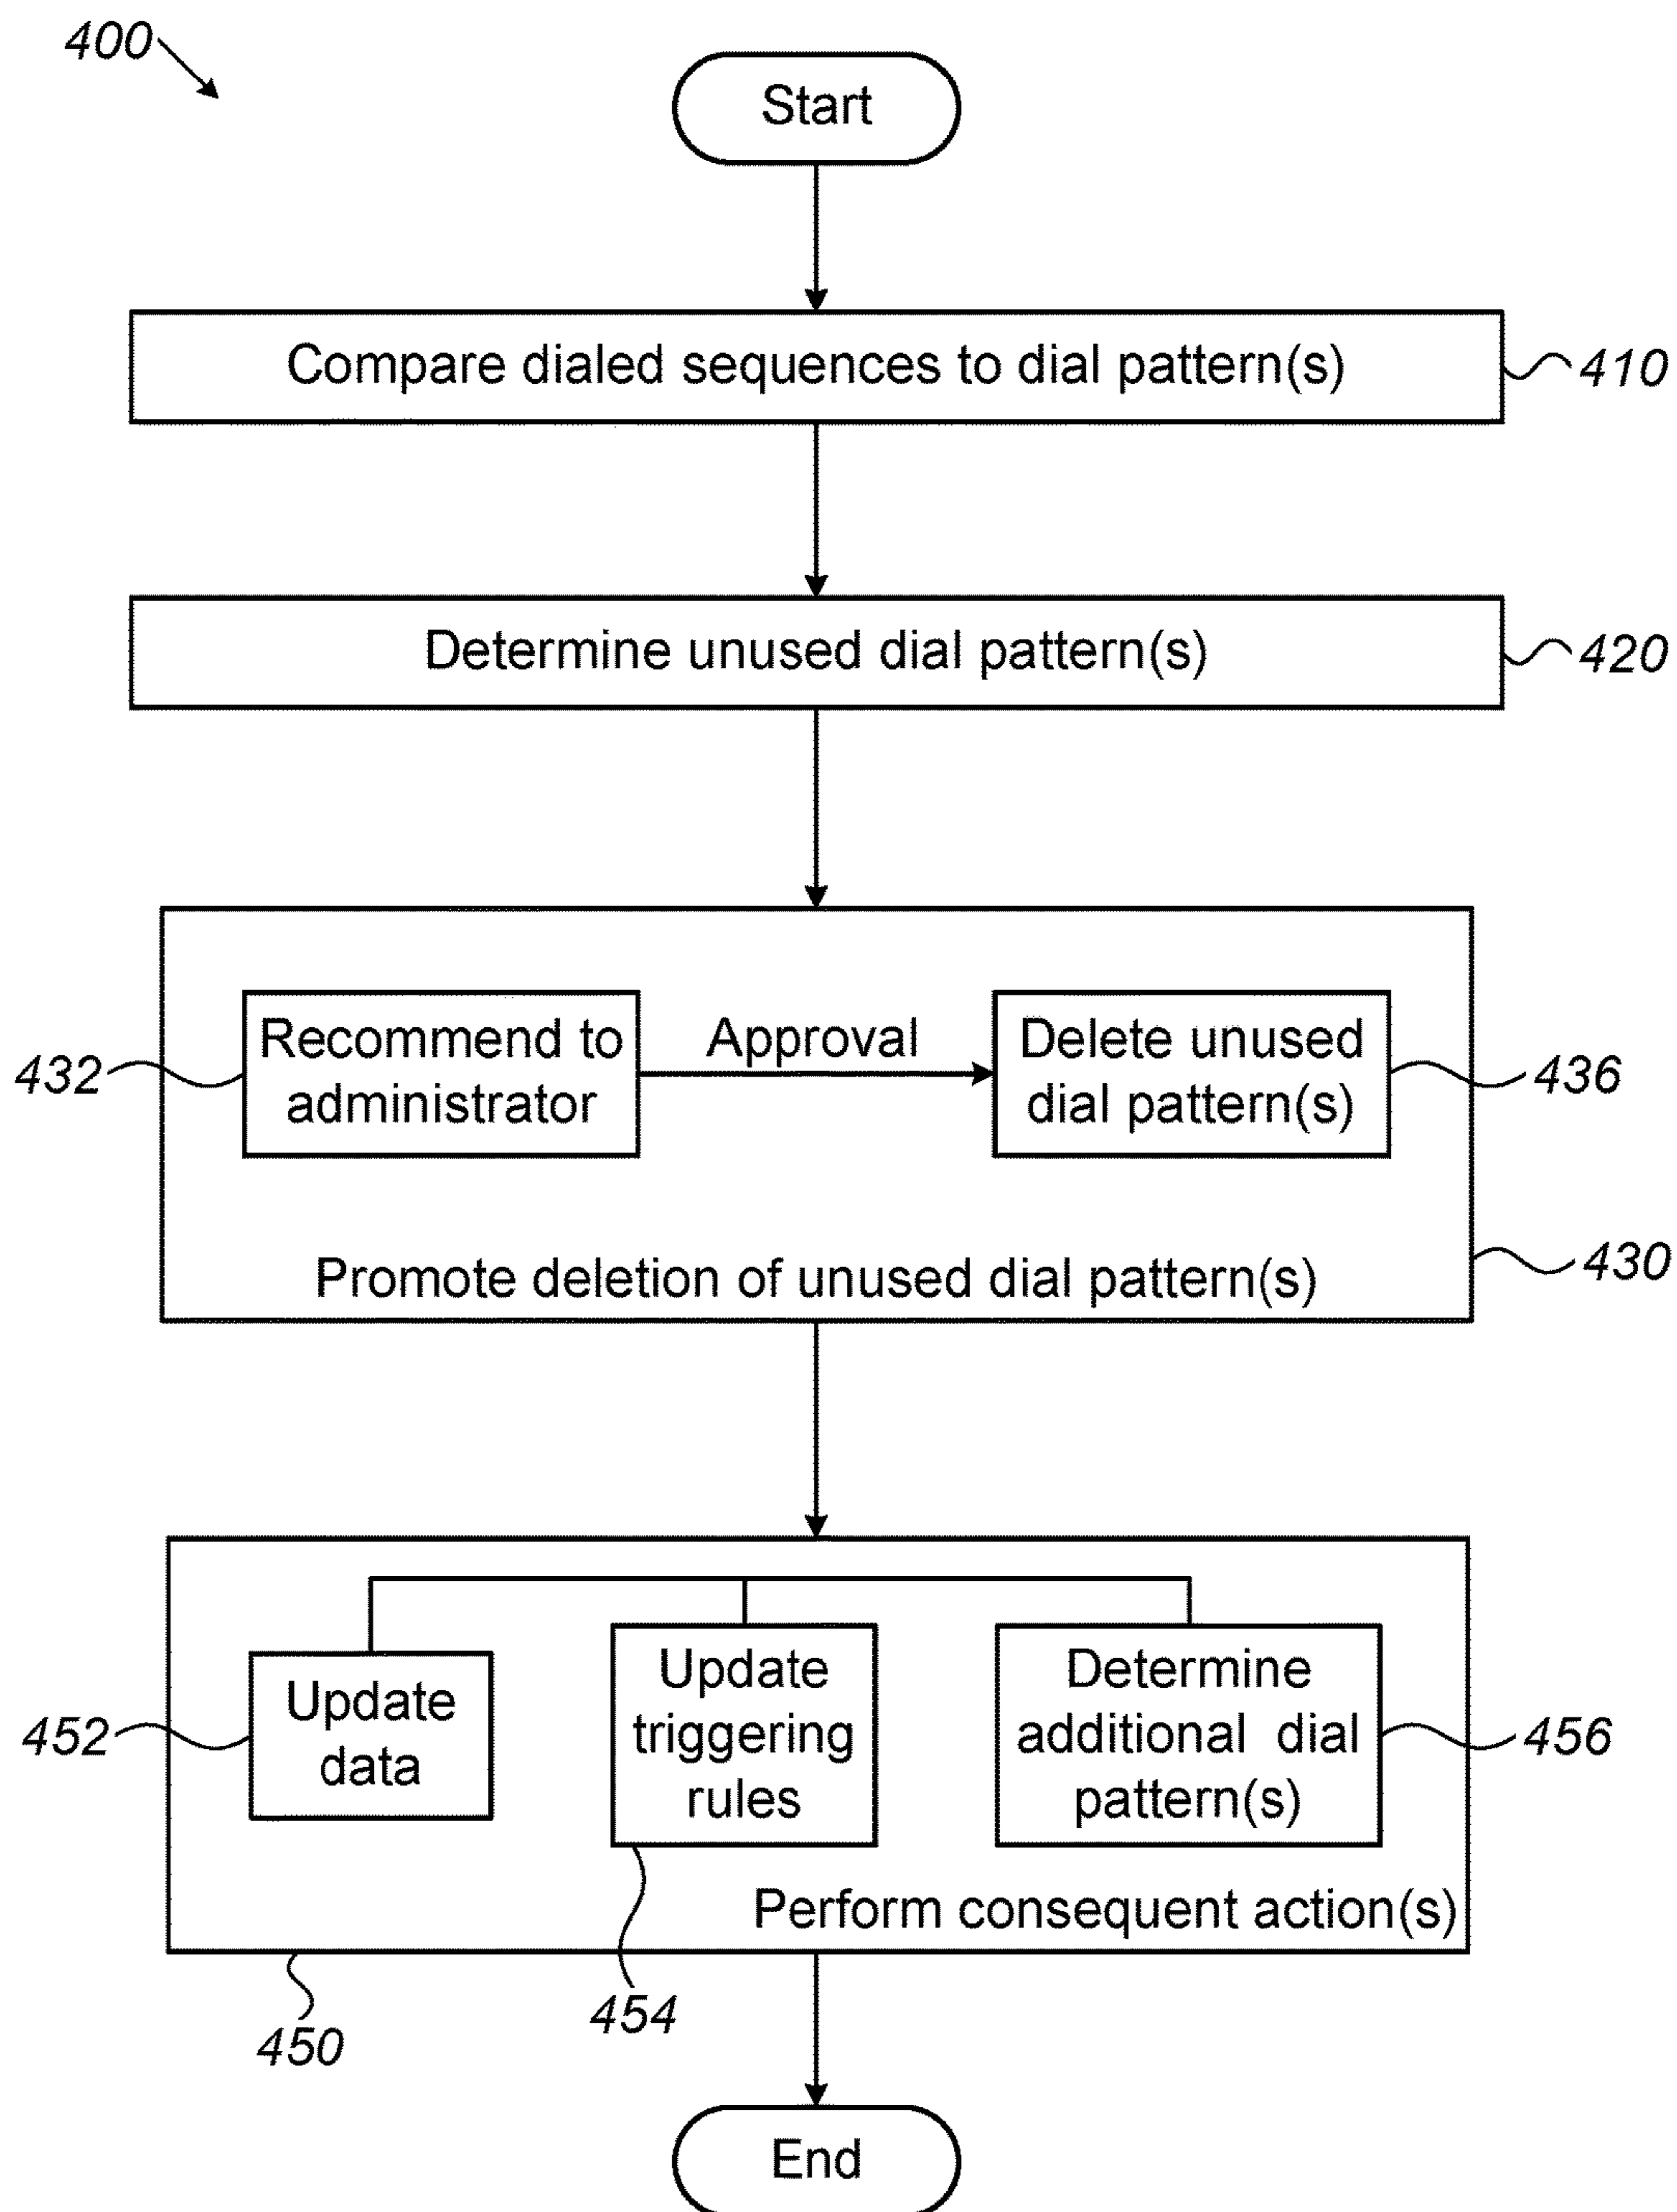 400
Start
Compare dialed sequences to dial pattern(s)
410
Determine unused dial pattern(s)
420
Recommend to
administrator
432
Approval
Delete unused
dial pattern(s)
436
Promote deletion of unused dial pattern(s)
430
Update
data
452
Update
triggering
rules
454
Determine
additional dial
pattern(s)
456
Perform consequent action(s)
450
End